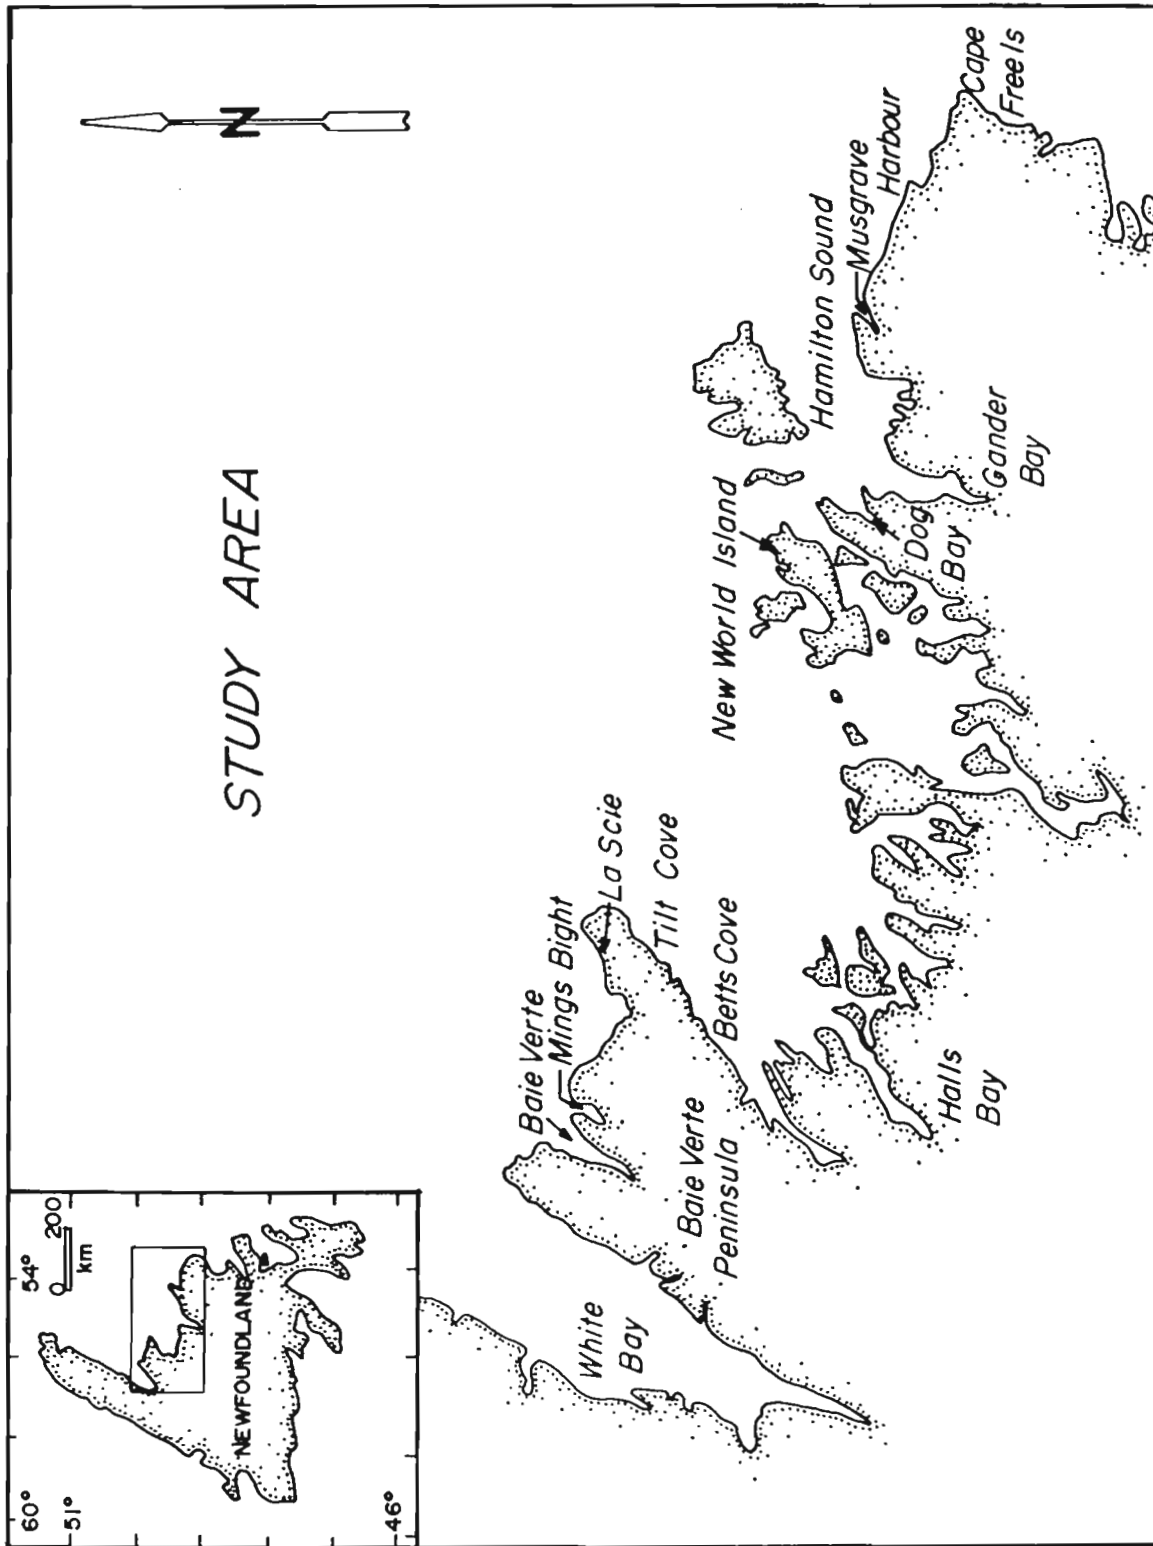 STUDY AREA
N
60°
54°
51°
46°
0 200
km
NEWFOUNDLAND
White
Bay
Baie Verte
Mings Bight
La Scie
Tilt Cove
Betts Cove
Baie Verte
Peninsula
Halls
Bay
New World Island
Hamilton Sound
Musgrave
Harbour
Cape
Freels
Dog
Bay
Gander
Bay